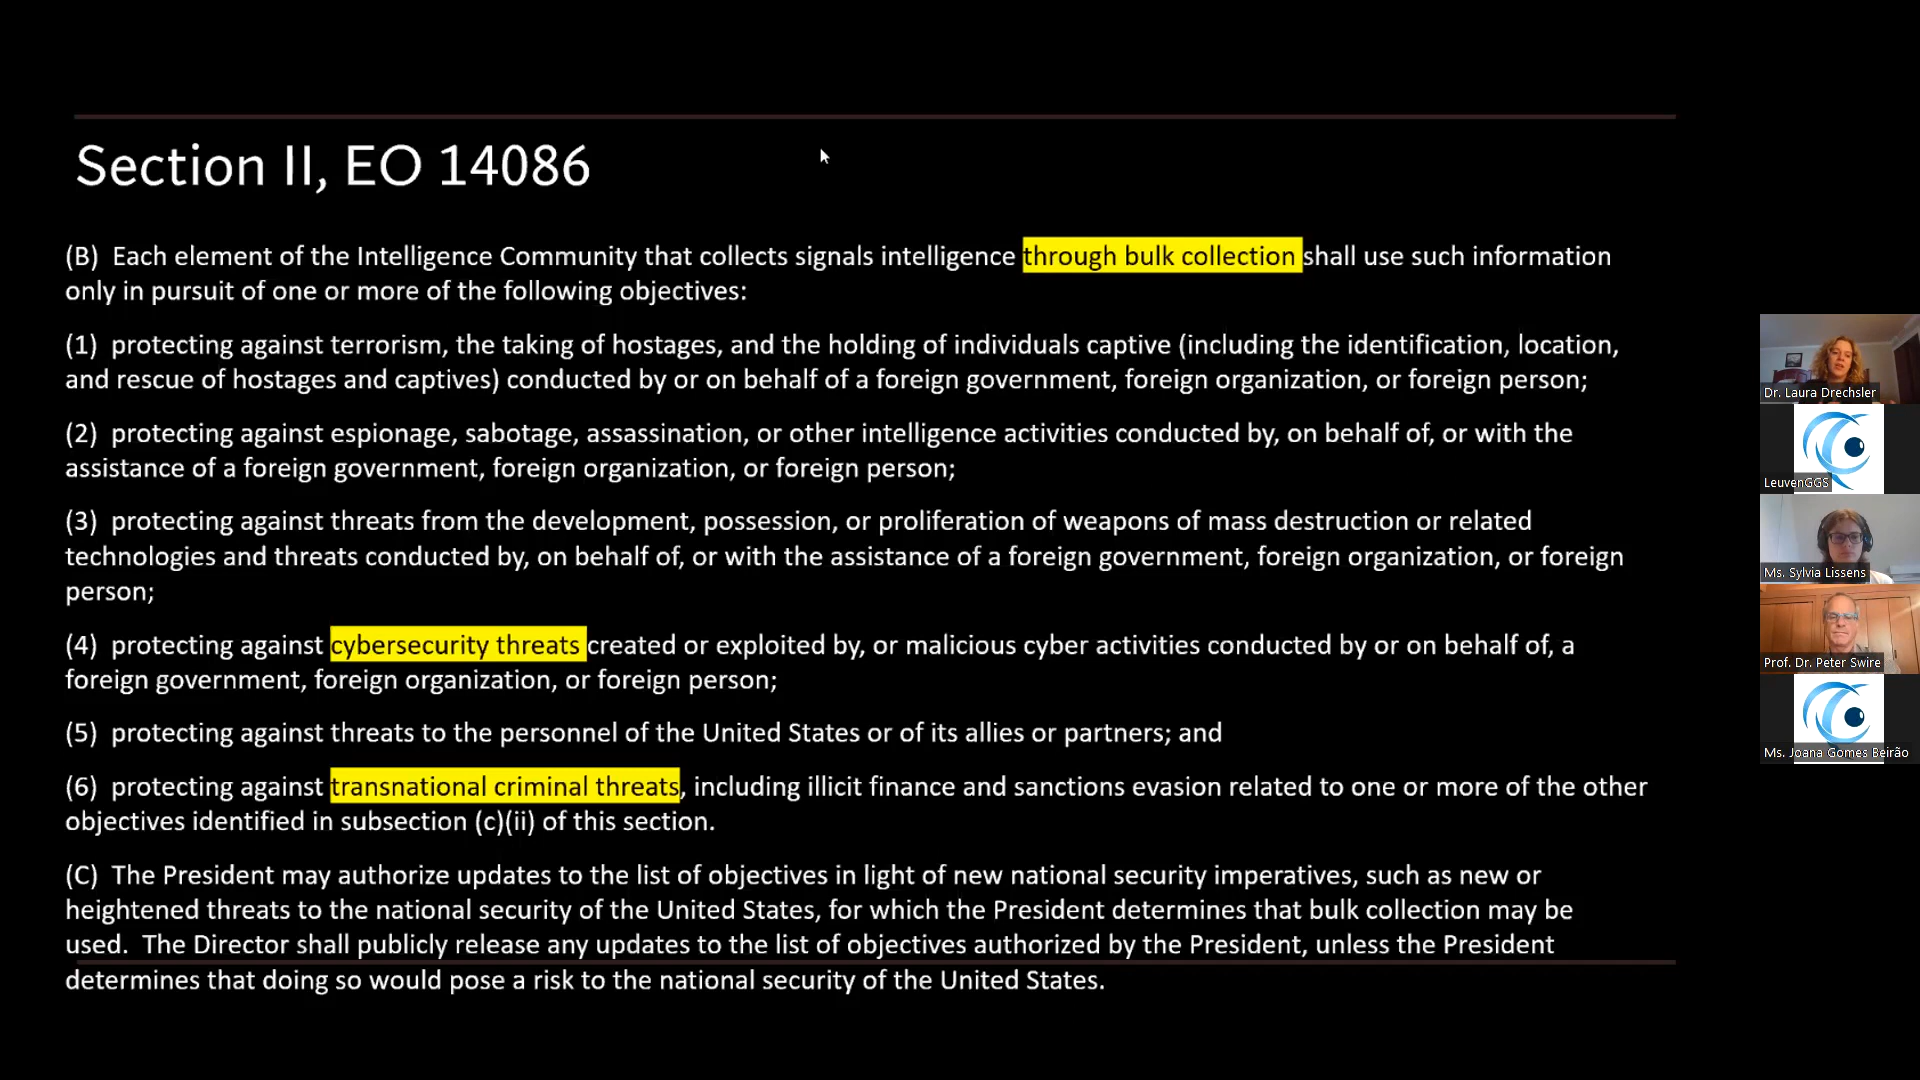 Section II, EO 14086
(B)  Each element of the Intelligence Community that collects signals intelligence through bulk collection shall use such information
only in pursuit of one or more of the following objectives:
(1)  protecting against terrorism, the taking of hostages, and the holding of individuals captive (including the identification, location,
and rescue of hostages and captives) conducted by or on behalf of a foreign government, foreign organization, or foreign person;
(2)  protecting against espionage, sabotage, assassination, or other intelligence activities conducted by, on behalf of, or with the
assistance of a foreign government, foreign organization, or foreign person;
(3)  protecting against threats from the development, possession, or proliferation of weapons of mass destruction or related
technologies and threats conducted by, on behalf of, or with the assistance of a foreign government, foreign organization, or foreign
person;
(4)  protecting against cybersecurity threats created or exploited by, or malicious cyber activities conducted by or on behalf of, a
foreign government, foreign organization, or foreign person;
(5)  protecting against threats to the personnel of the United States or of its allies or partners; and
(6)  protecting against transnational criminal threats, including illicit finance and sanctions evasion related to one or more of the other
objectives identified in subsection (c)(ii) of this section.
(C)  The President may authorize updates to the list of objectives in light of new national security imperatives, such as new or
heightened threats to the national security of the United States, for which the President determines that bulk collection may be
used.  The Director shall publicly release any updates to the list of objectives authorized by the President, unless the President
determines that doing so would pose a risk to the national security of the United States.
Dr. Laura Drechsler
LeuvenGGS
Ms. Sylvia Lissens
Prof. Dr. Peter Swire
Ms. Joana Gomes Beirão